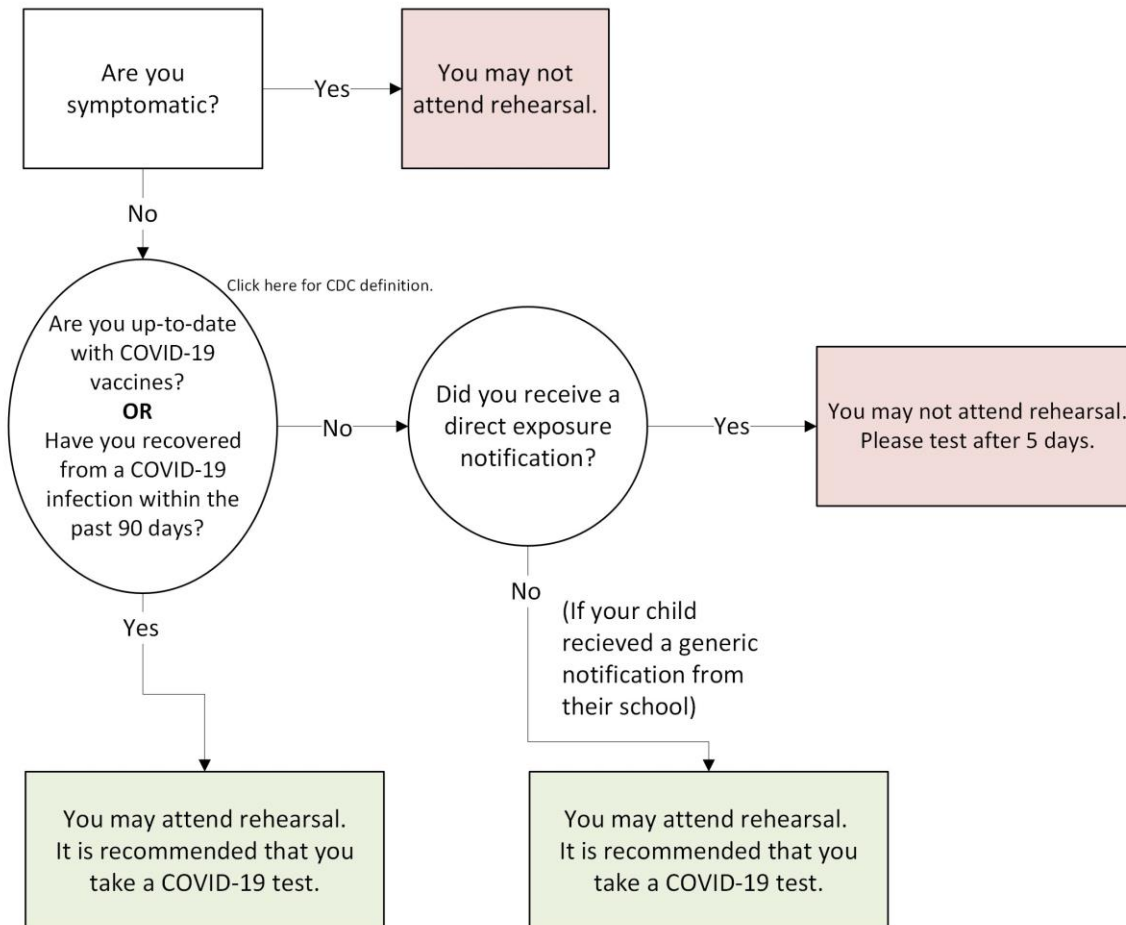 Are you
symptomatic?
Yes
You may not
attend rehearsal.
No
Click here for CDC definition.
Are you up-to-date
with COVID-19
vaccines?
OR
Have you recovered
from a COVID-19
infection within the
past 90 days?
No
Did you receive a
direct exposure
notification?
Yes
You may not attend rehearsal.
Please test after 5 days.
Yes
No
(If your child
recieved a generic
notification from
their school)
You may attend rehearsal.
It is recommended that you
take a COVID-19 test.
You may attend rehearsal.
It is recommended that you
take a COVID-19 test.